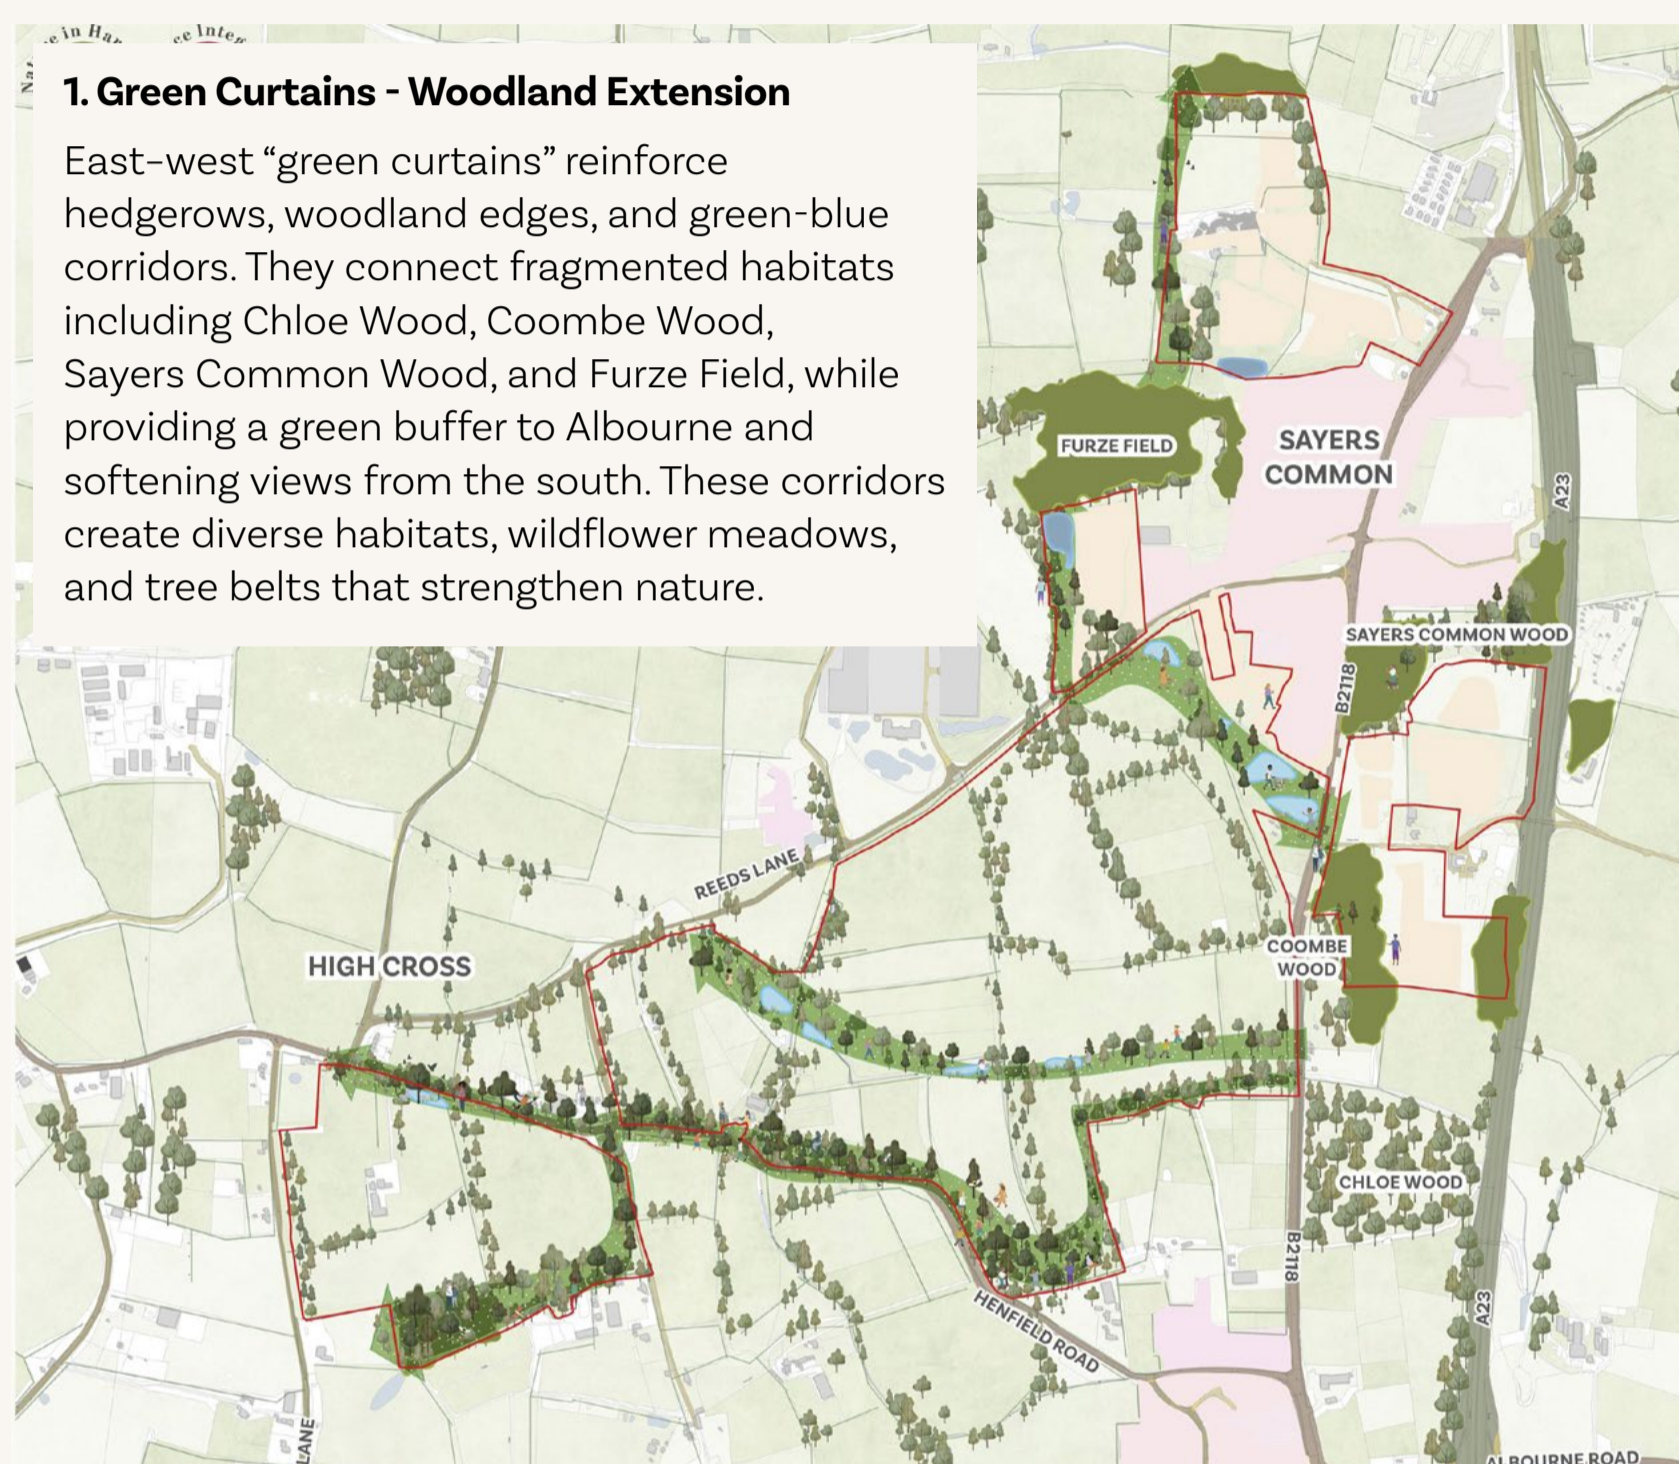 1. Green Curtains - Woodland Extension
East–west “green curtains” reinforce
hedgerows, woodland edges, and green-blue
corridors. They connect fragmented habitats
including Chloe Wood, Coombe Wood,
Sayers Common Wood, and Furze Field, while
providing a green buffer to Albourne and
softening views from the south. These corridors
create diverse habitats, wildflower meadows,
and tree belts that strengthen nature.
FURZE FIELD
SAYERS
COMMON
A23
SAYERS COMMON WOOD
B2118
REEDS LANE
HIGH CROSS
COOMBE
WOOD
CHLOE WOOD
B2118
HENFIELD ROAD
A23
LANE
ALBOURNE ROAD